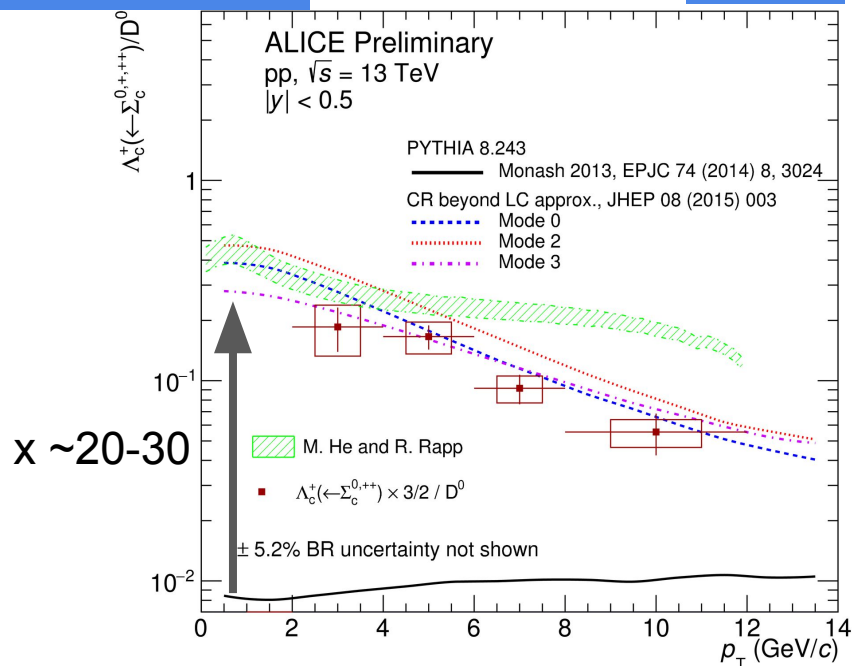 Λc+(←Σc0,+,++)/D0
ALICE Preliminary
pp, √s = 13 TeV
|y| < 0.5
PYTHIA 8.243
Monash 2013, EPJC 74 (2014) 8, 3024
CR beyond LC approx., JHEP 08 (2015) 003
Mode 0
Mode 2
Mode 3
1
10−1
x ~20-30
M. He and R. Rapp
Λc+(←Σc0,++) × 3/2 / D0
± 5.2% BR uncertainty not shown
10−2
0 2 4 6 8 10 12 14
pT (GeV/c)